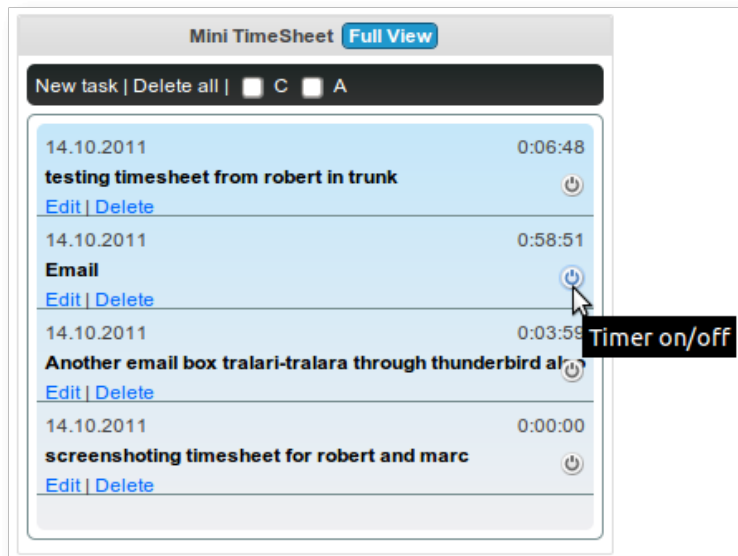 Mini TimeSheet Full View
New task | Delete all | C A
14.10.2011 0:06:48
testing timesheet from robert in trunk
Edit | Delete
14.10.2011 0:58:51
Email
Edit | Delete
Timer on/off
14.10.2011 0:03:59
Another email box tralari-tralara through thunderbird
Edit | Delete
14.10.2011 0:00:00
screenshoting timesheet for robert and marc
Edit | Delete